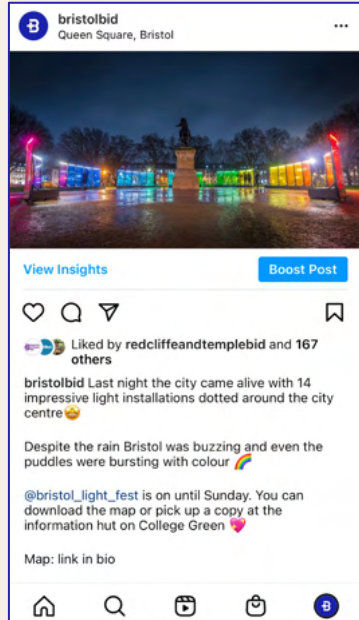 bristolbid
Queen Square, Bristol
View Insights
Boost Post
Liked by redcliffeandtemplebid and 167
others
bristolbid Last night the city came alive with 14
impressive light installations dotted around the city
centre🤩
Despite the rain Bristol was buzzing and even the
puddles were bursting with colour 🌈
@bristol_light_fest is on until Sunday. You can
download the map or pick up a copy at the
information hut on College Green 💖
Map: link in bio